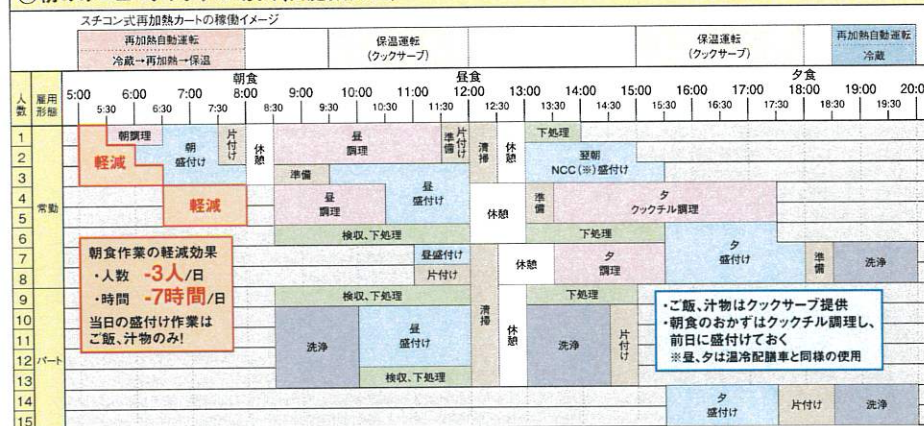 スチコン式再加熱カートの稼働イメージ
再加熱自動運転
冷蔵→再加熱→保温
保温運転
(クックサーブ)
保温運転
(クックサーブ)
再加熱自動運転
冷蔵
人数
雇用形態
朝食
昼食
夕食
5:00 6:00 7:00 8:00 9:00 10:00 11:00 12:00 13:00 14:00 15:00 16:00 17:00 18:00 19:00 20:00
5:30 6:30 7:30 8:30 9:30 10:30 11:30 12:30 13:30 14:30 15:30 16:30 17:30 18:30 19:30
1
2
3
4
5
6
7
8
9
10
11
12
13
14
15
常勤
パート
朝調理
軽減
朝
盛付け
片付け
休憩
昼
調理
準備
片付け
清掃
休憩
下処理
翌朝
NCC(※)盛付け
準備
昼
盛付け
軽減
昼
調理
休憩
準備
夕
クックチル調理
検収、下処理
下処理
昼盛付け
片付け
休憩
夕
調理
夕
盛付け
準備
洗浄
検収、下処理
清掃
休憩
下処理
洗浄
昼
盛付け
検収、下処理
洗浄
片付け
夕
盛付け
片付け
洗浄
朝食作業の軽減効果
・人数 -3人/日
・時間 -7時間/日
当日の盛付け作業は
ご飯、汁物のみ!
・ご飯、汁物はクックサーブ提供
・朝食のおかずはクックチル調理し、
前日に盛付けておく
※昼、夕は温冷配膳車と同様の使用